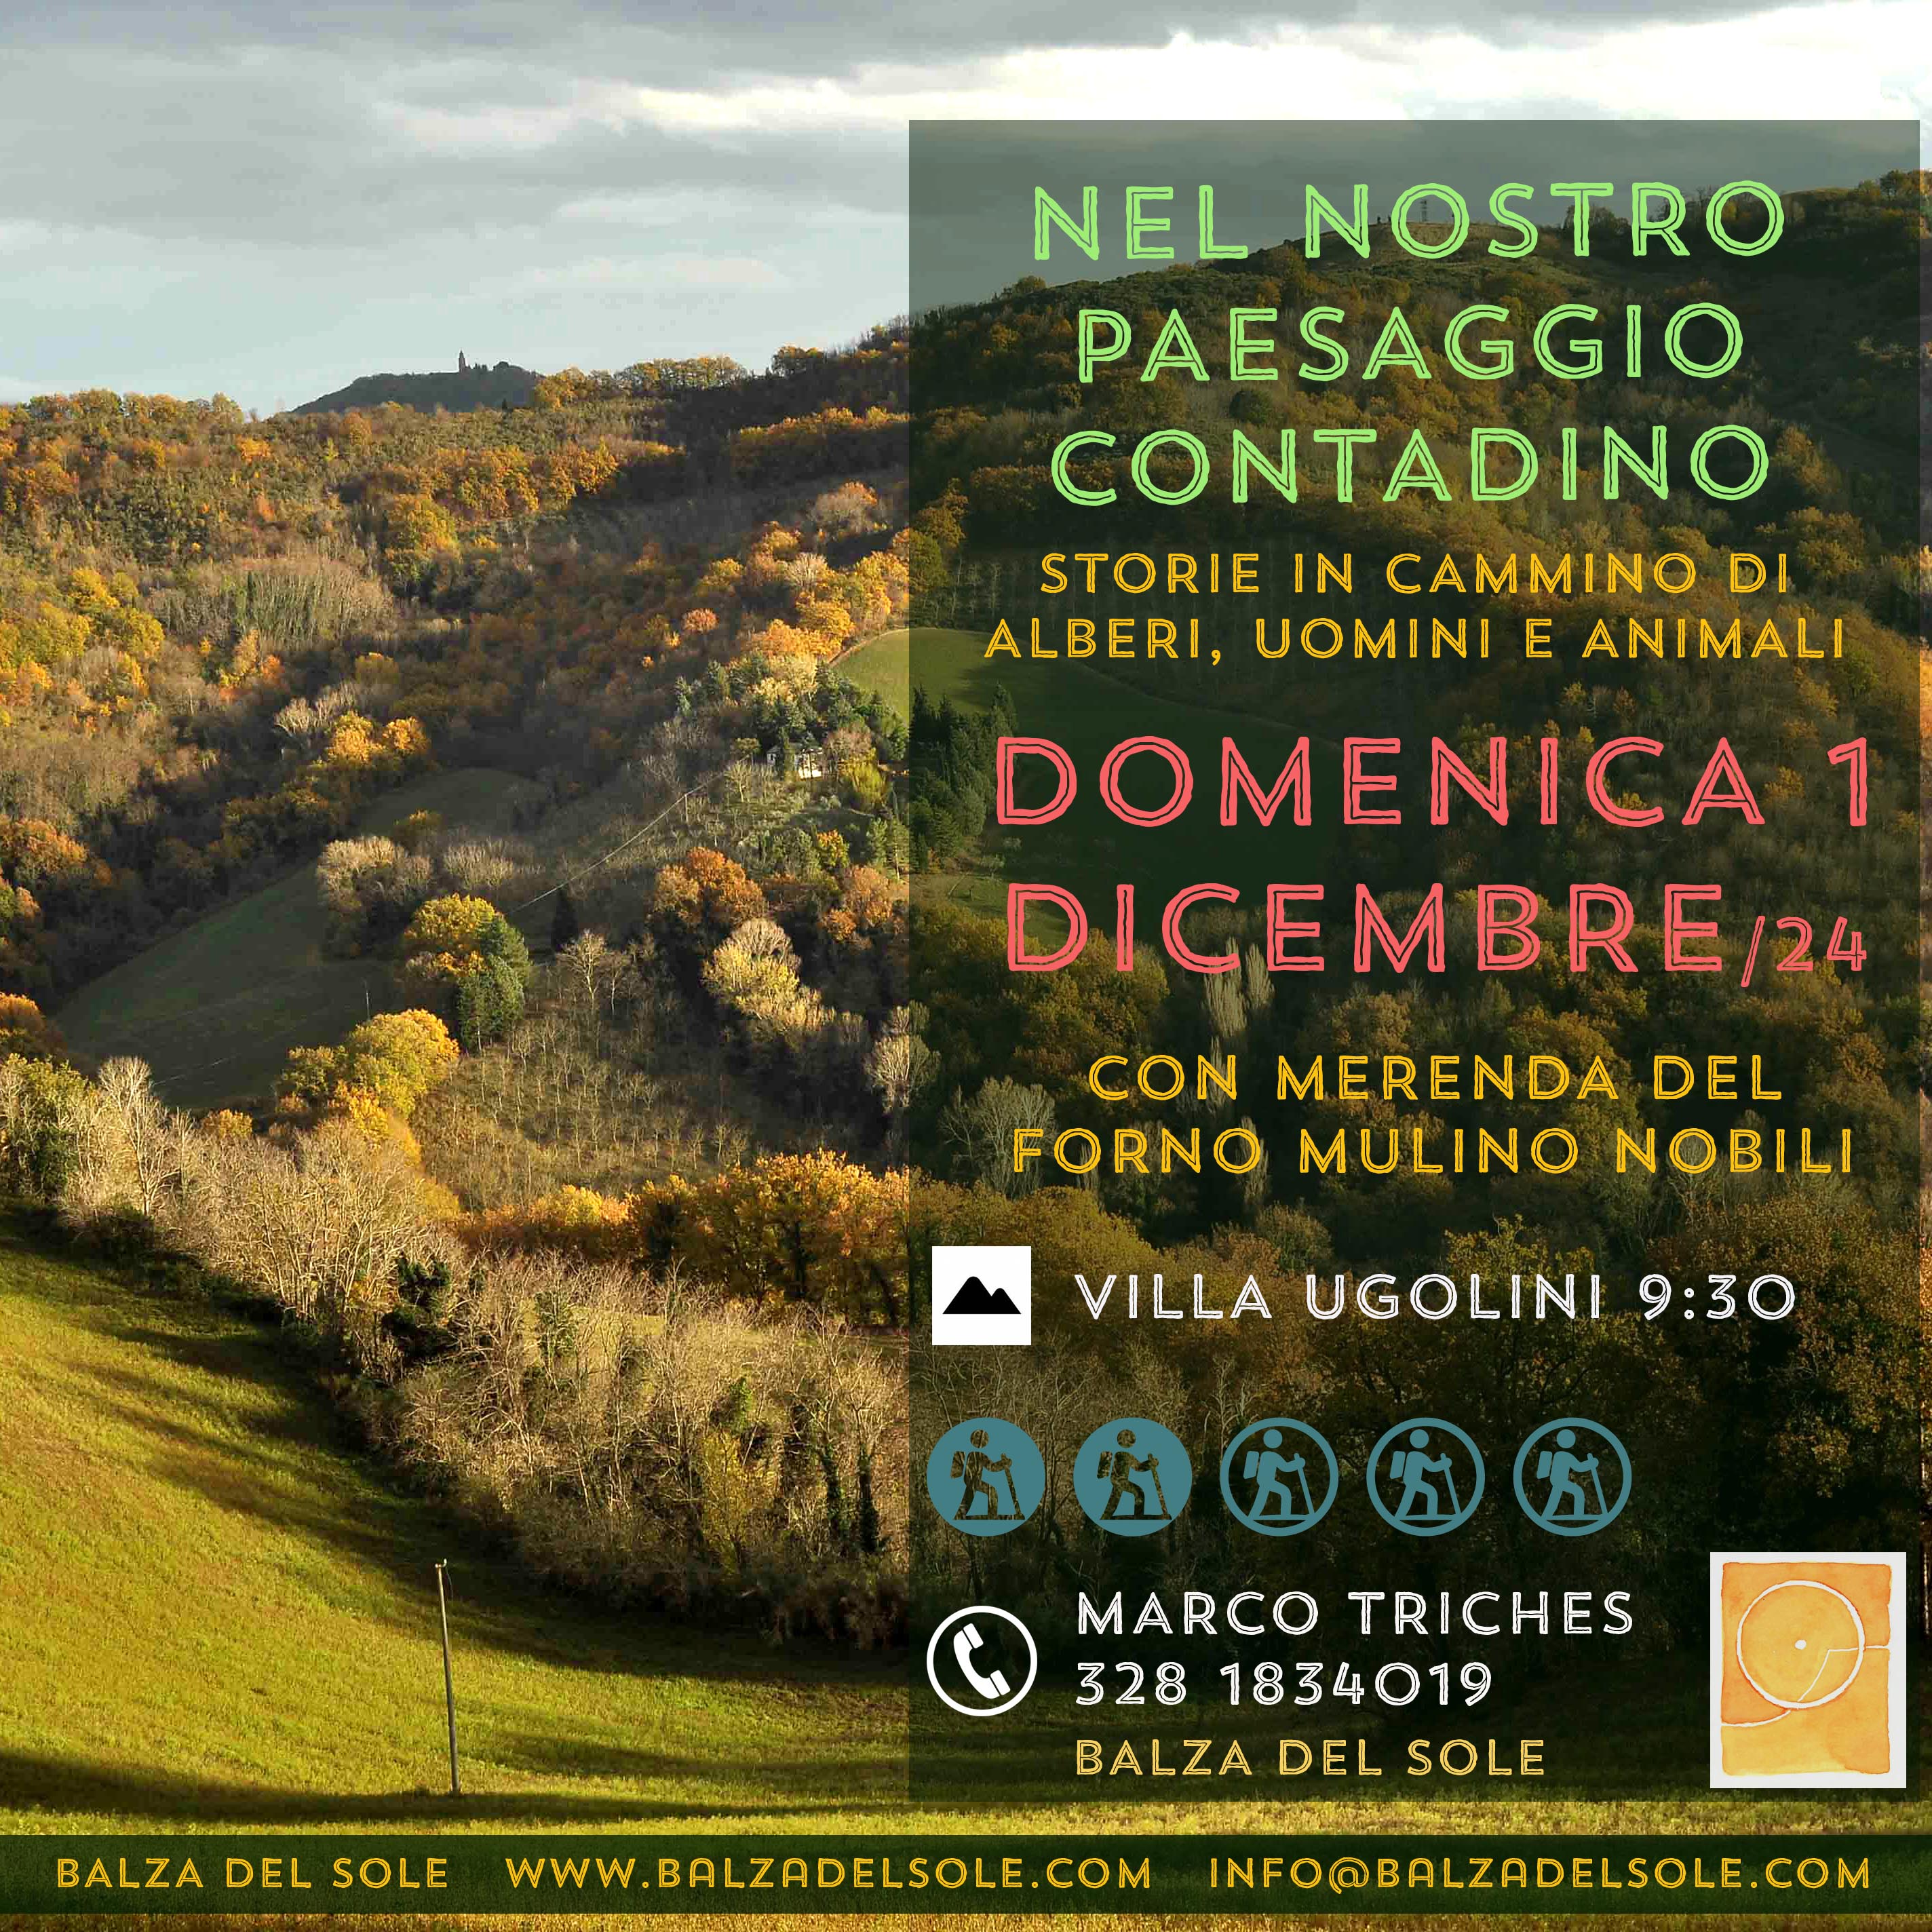 NEL NOSTRO
PAESAGGIO
CONTADINO
STORIE IN CAMMINO DI
ALBERI, UOMINI E ANIMALI
DOMENICA 1
DICEMBRE/24
CON MERENDA DEL
FORNO MULINO NOBILI
VILLA UGOLINI 9:30
MARCO TRICHES
328 1834019
BALZA DEL SOLE
BALZA DEL SOLE WWW.BALZADELSOLE.COM INFO@BALZADELSOLE.COM